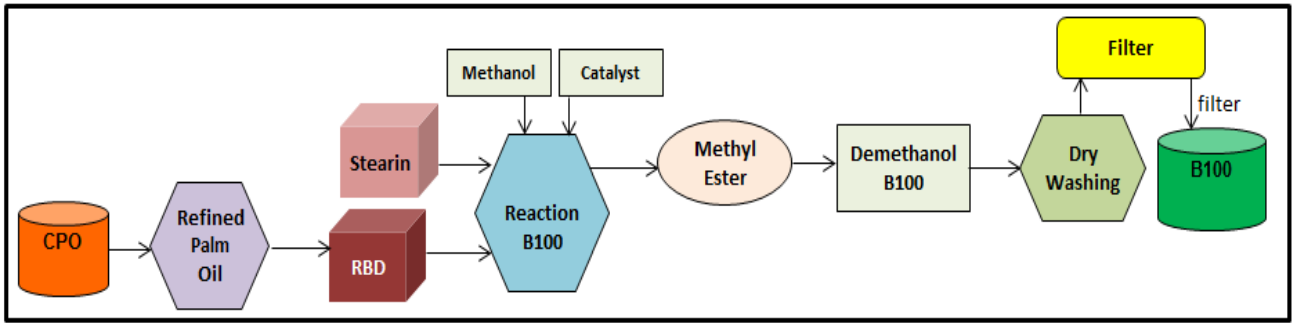 CPO
Refined
Palm
Oil
Stearin
RBD
Methanol
Catalyst
Reaction
B100
Methyl
Ester
Demethanol
B100
Dry
Washing
Filter
filter
B100